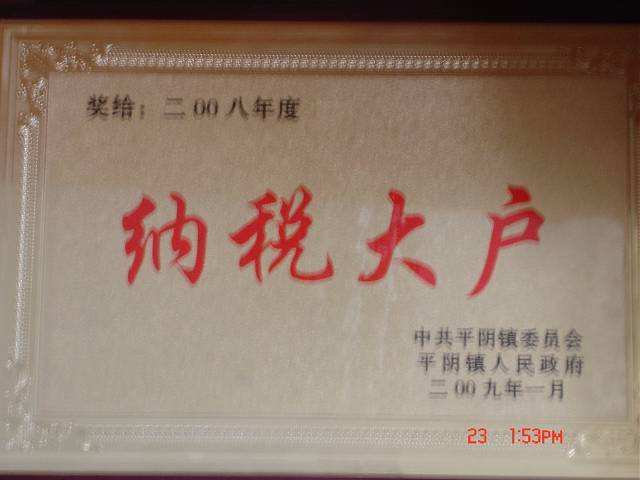 奖给：二00八年度
纳税大户
中共平阴镇委员会
平阴镇人民政府
二00九年一月
23 1:53PM